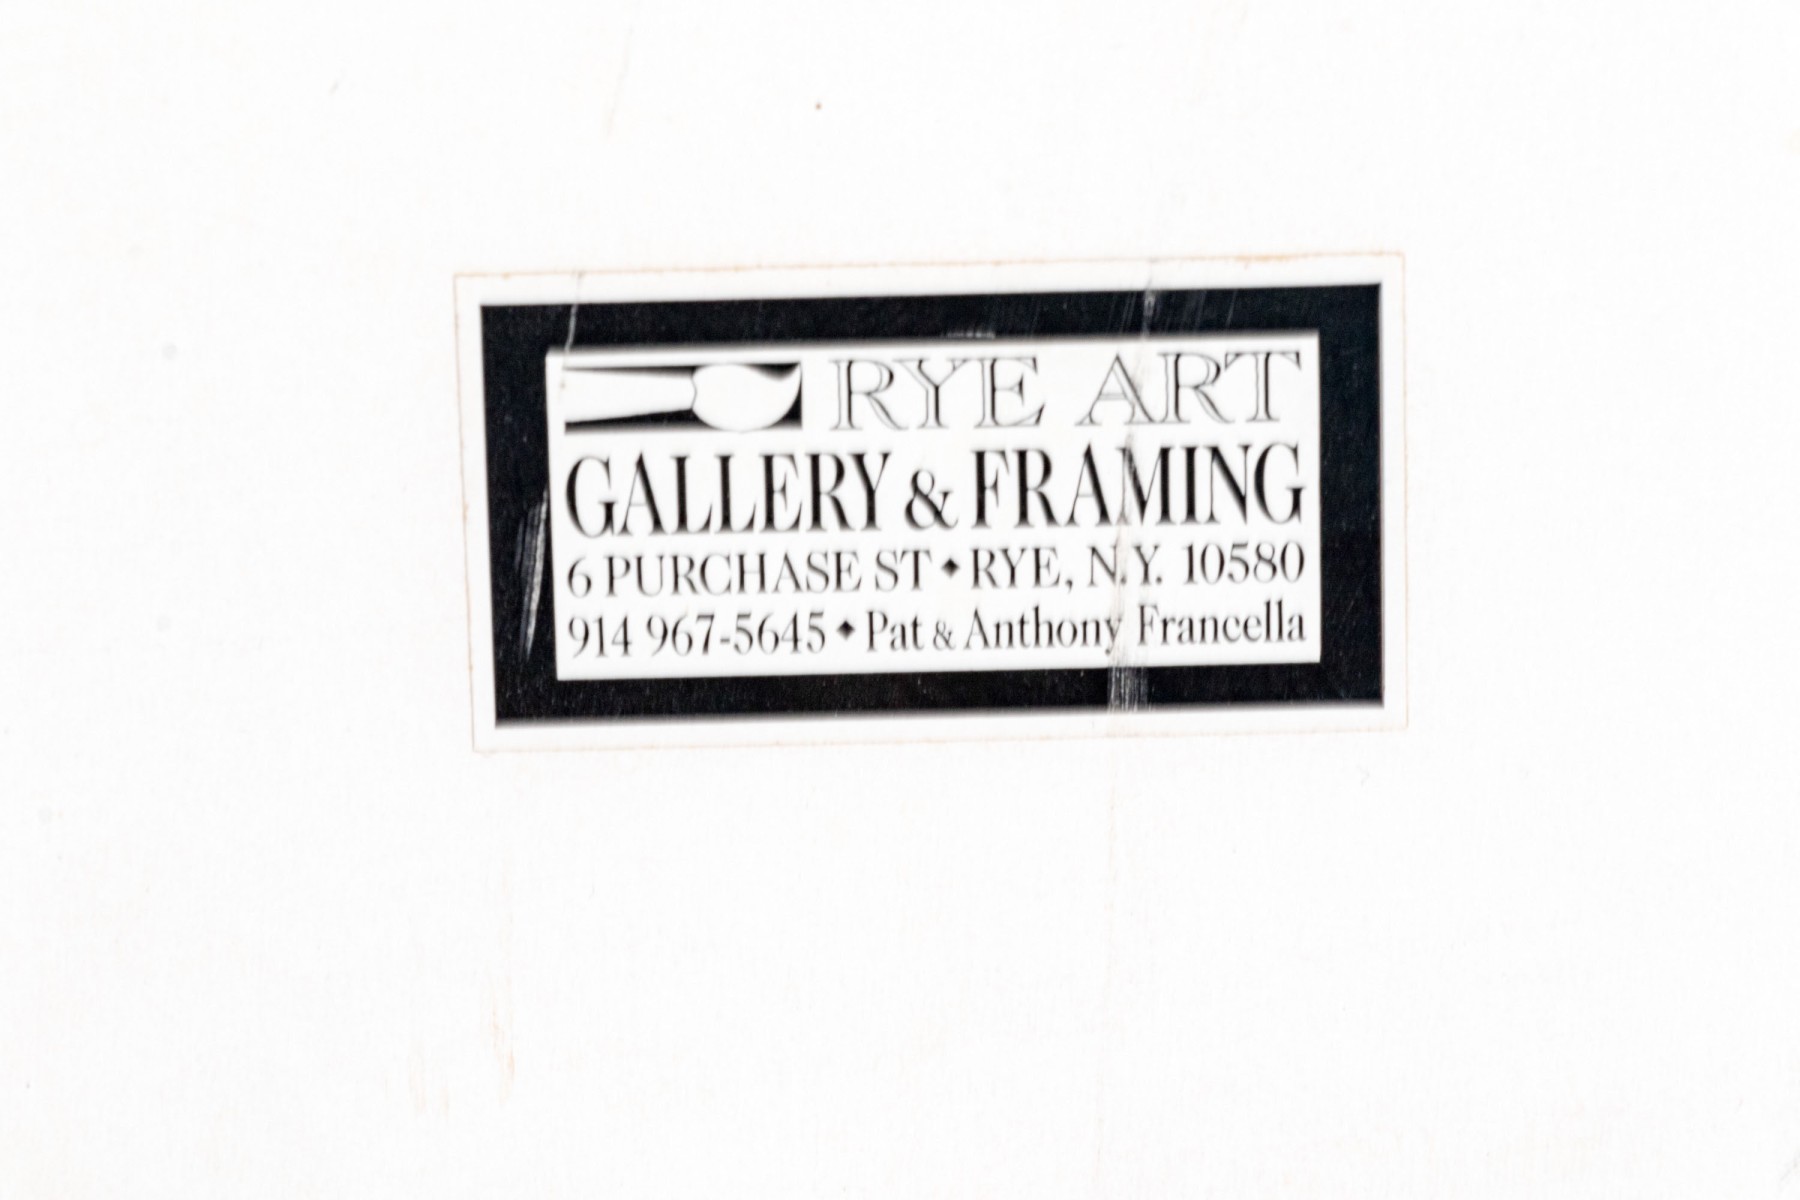 RYE ART
GALLERY & FRAMING
6 PURCHASE ST ◆ RYE, N.Y. 10580
914 967-5645 ◆ Pat & Anthony Francella